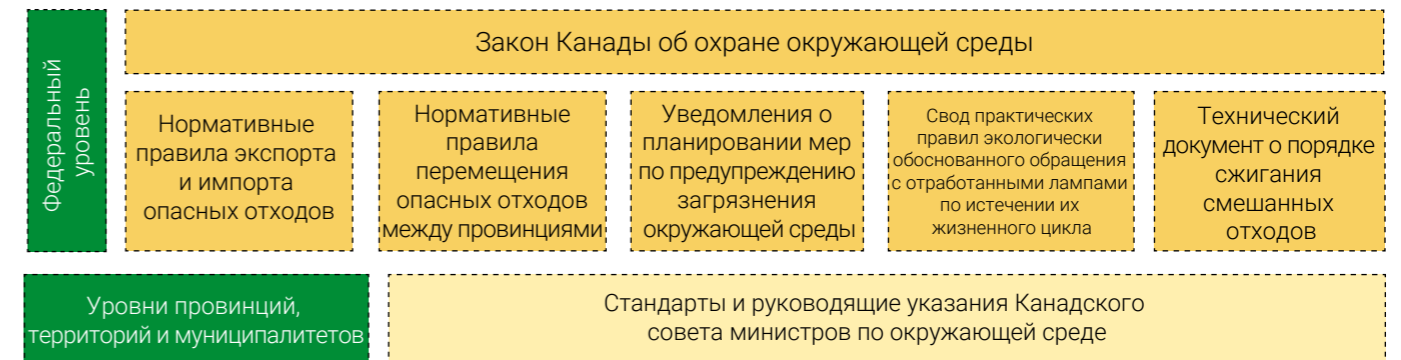 Федеральный
уровень
Закон Канады об охране окружающей среды
Нормативные
правила экспорта
и импорта
опасных отходов
Нормативные
правила
перемещения
опасных отходов
между провинциями
Уведомления о
планировании мер
по предупреждению
загрязнения
окружающей среды
Свод практических
правил экологически
обоснованного обращения
с отработанными лампами
по истечении их
жизненного цикла
Технический
документ о порядке
сжигания
смешанных
отходов
Уровни провинций,
территорий и муниципалитетов
Стандарты и руководящие указания Канадского
совета министров по окружающей среде